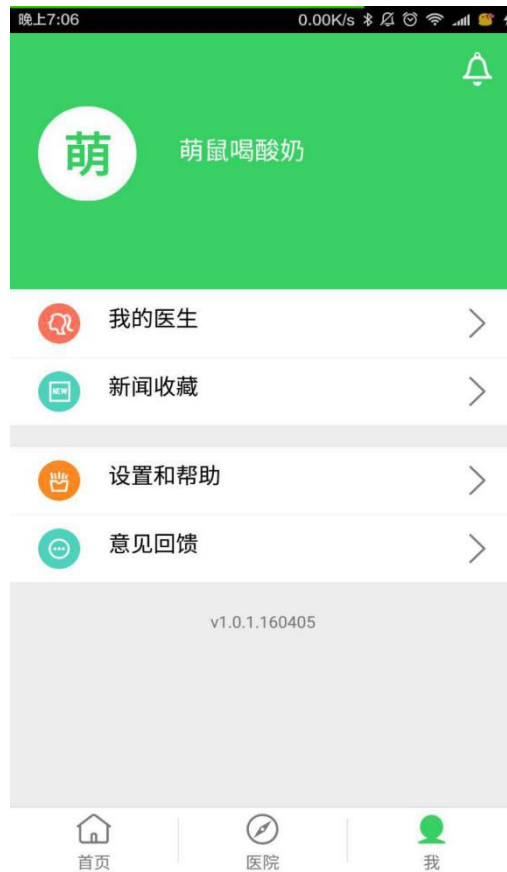 晚上7:06 0.00K/s
萌 萌鼠喝酸奶
我的医生
NEW 新闻收藏
设置和帮助
意见回馈
v1.0.1.160405
首页 医院 我